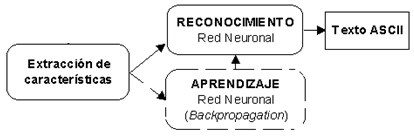 RECONOCIMIENTO
Red Neuronal
Texto ASCII
Extracción de
características
APRENDIZAJE
Red Neuronal
(Backpropagation)